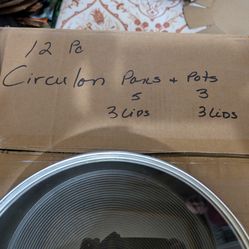 12 Pc
Circulon Pans + Pots
5 3
3 Lids 3 Lids